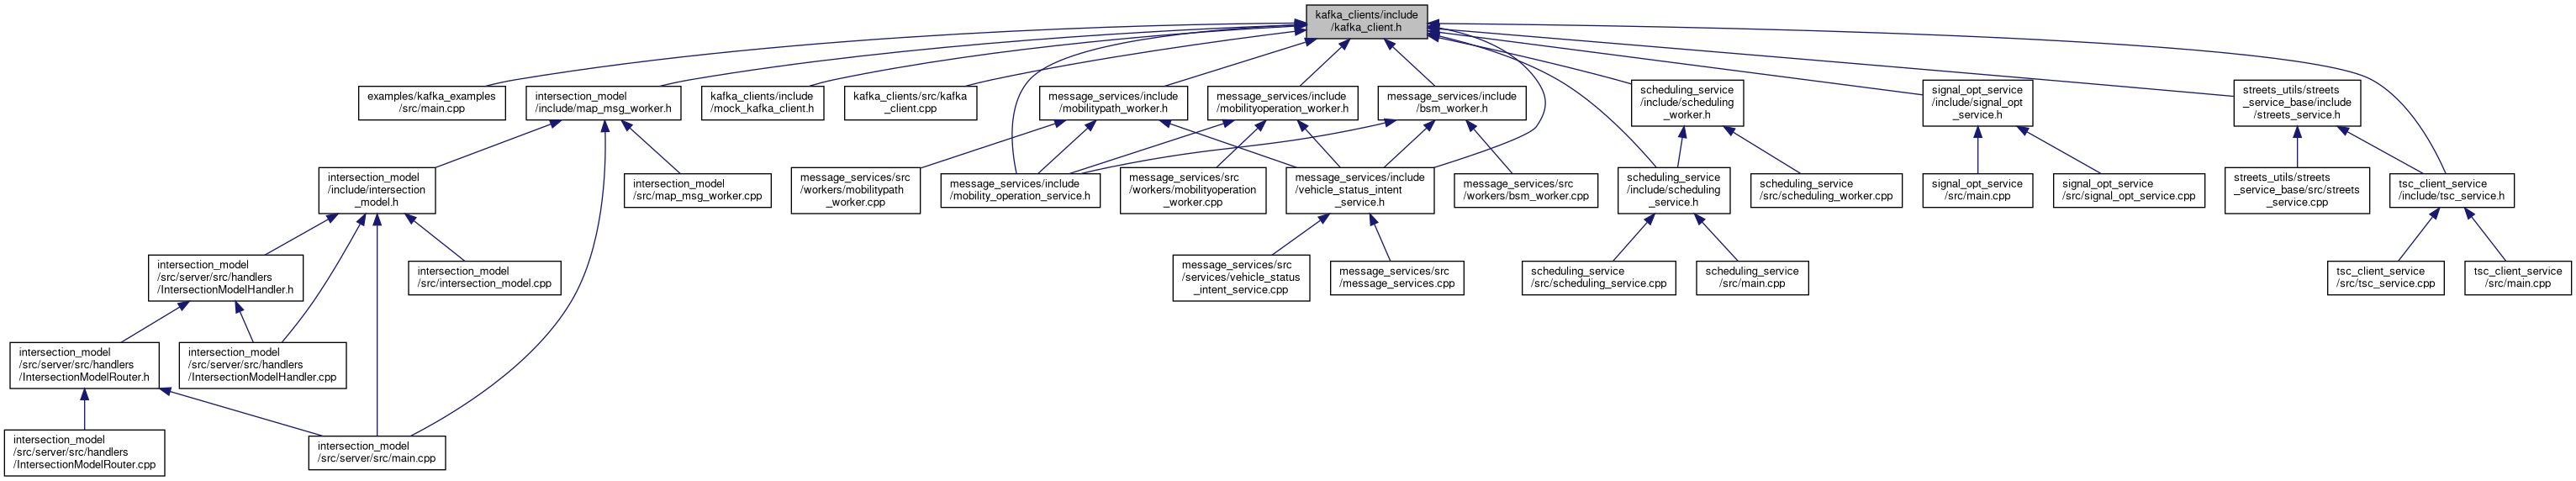 kafka_clients/include
/kafka_client.h
examples/kafka_examples
/src/main.cpp
intersection_model
/include/map_msg_worker.h
kafka_clients/include
/mock_kafka_client.h
kafka_clients/src/kafka
_client.cpp
message_services/include
/mobilitypath_worker.h
message_services/include
/mobilityoperation_worker.h
message_services/include
/bsm_worker.h
scheduling_service
/include/scheduling
_worker.h
signal_opt_service
/include/signal_opt
_service.h
streets_utils/streets
_service_base/include
/streets_service.h
intersection_model
/include/intersection
_model.h
intersection_model
/src/map_msg_worker.cpp
message_services/src
/workers/mobilitypath
_worker.cpp
message_services/include
/mobility_operation_service.h
message_services/src
/workers/mobilityoperation
_worker.cpp
message_services/include
/vehicle_status_intent
_service.h
message_services/src
/workers/bsm_worker.cpp
scheduling_service
/include/scheduling
_service.h
scheduling_service
/src/scheduling_worker.cpp
signal_opt_service
/src/main.cpp
signal_opt_service
/src/signal_opt_service.cpp
streets_utils/streets
_service_base/src/streets
_service.cpp
tsc_client_service
/include/tsc_service.h
intersection_model
/src/server/src/handlers
/IntersectionModelHandler.h
intersection_model
/src/intersection_model.cpp
message_services/src
/services/vehicle_status
_intent_service.cpp
message_services/src
/message_services.cpp
scheduling_service
/src/scheduling_service.cpp
scheduling_service
/src/main.cpp
tsc_client_service
/src/tsc_service.cpp
tsc_client_service
/src/main.cpp
intersection_model
/src/server/src/handlers
/IntersectionModelRouter.h
intersection_model
/src/server/src/handlers
/IntersectionModelHandler.cpp
intersection_model
/src/server/src/handlers
/IntersectionModelRouter.cpp
intersection_model
/src/server/src/main.cpp